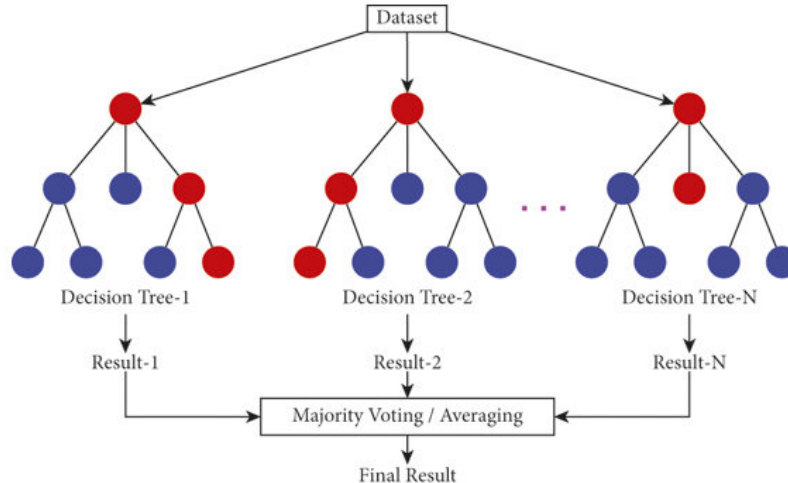 Dataset
Decision Tree-1
Decision Tree-2
Decision Tree-N
Result-1
Result-2
Result-N
Majority Voting / Averaging
Final Result